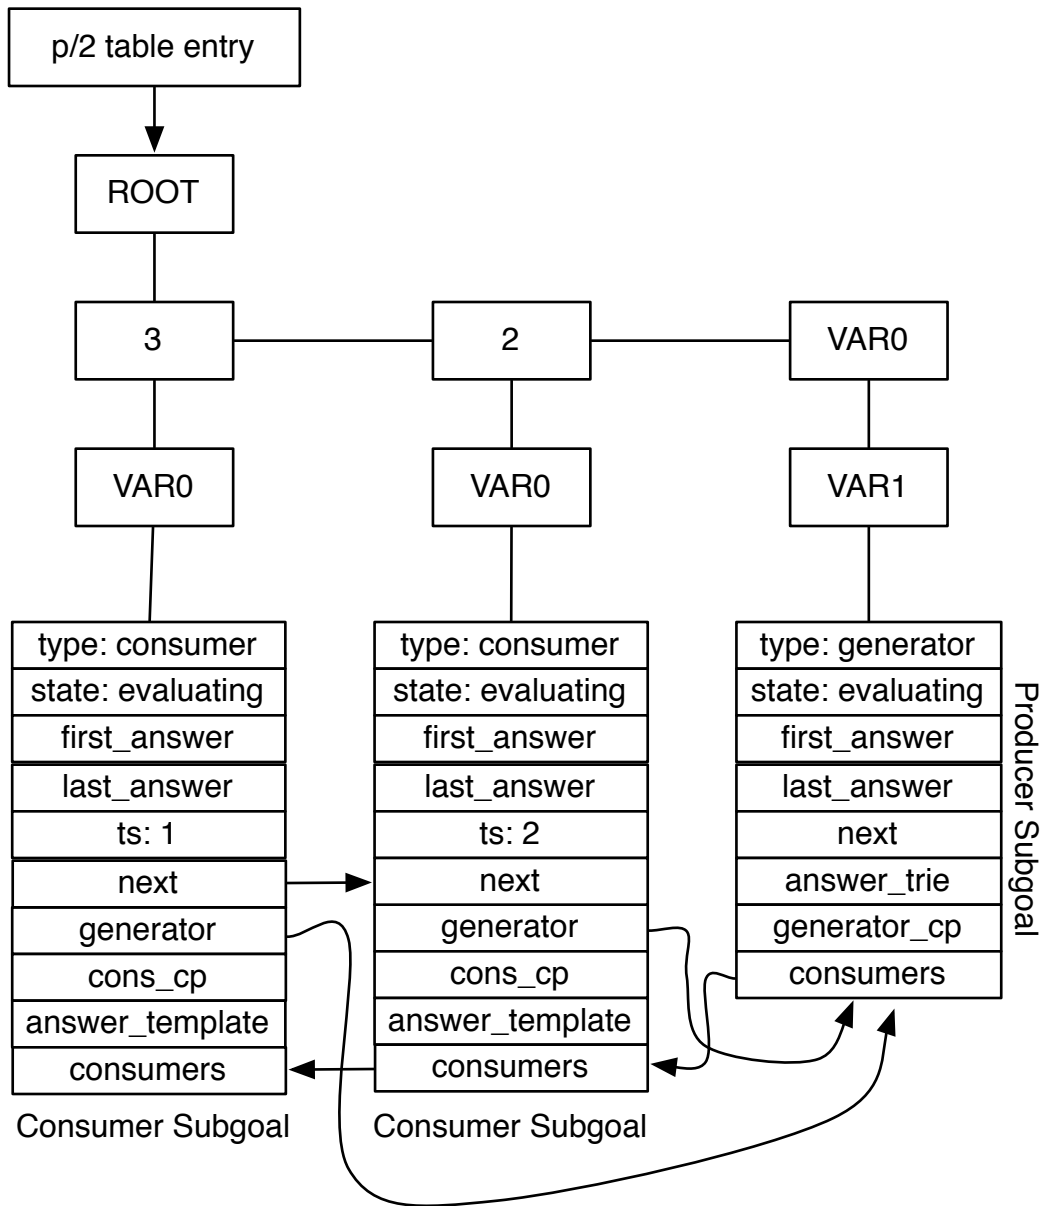 p/2 table entry
ROOT
3
2
VAR0
VAR0
VAR0
VAR1
type: consumer
state: evaluating
first_answer
last_answer
ts: 1
next
generator
cons_cp
answer_template
consumers
Consumer Subgoal
type: consumer
state: evaluating
first_answer
last_answer
ts: 2
next
generator
cons_cp
answer_template
consumers
Consumer Subgoal
type: generator
state: evaluating
first_answer
last_answer
next
answer_trie
generator_cp
consumers
Producer Subgoal